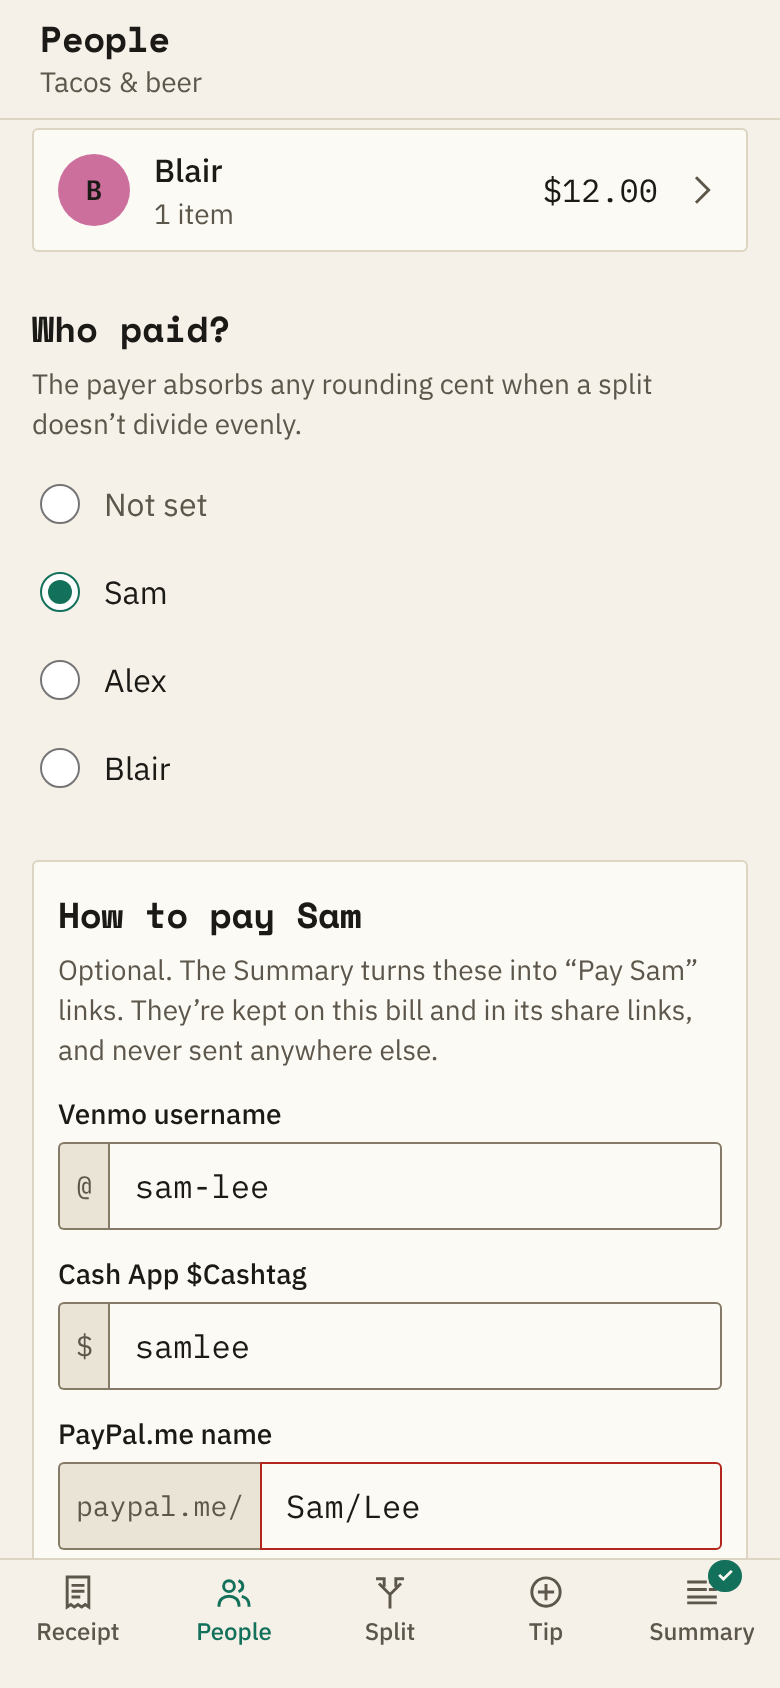 People
Tacos & beer
B
Blair
1 item
$12.00
Who paid?
The payer absorbs any rounding cent when a split
doesn’t divide evenly.
Not set
Sam
Alex
Blair
How to pay Sam
Optional. The Summary turns these into “Pay Sam”
links. They’re kept on this bill and in its share links,
and never sent anywhere else.
Venmo username
@ sam-lee
Cash App $Cashtag
$ samlee
PayPal.me name
paypal.me/ Sam/Lee
Receipt
People
Split
Tip
Summary